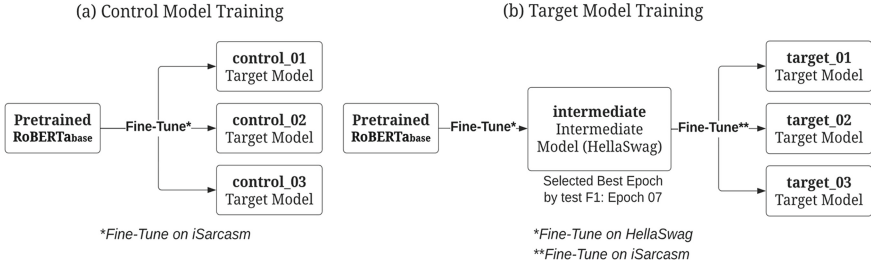 (a) Control Model Training
Pretrained
RoBERTabase
Fine-Tune*
control_01
Target Model
control_02
Target Model
control_03
Target Model
*Fine-Tune on iSarcasm
(b) Target Model Training
Pretrained
RoBERTabase
Fine-Tune*
intermediate
Intermediate
Model (HellaSwag)
Selected Best Epoch
by test F1: Epoch 07
Fine-Tune**
target_01
Target Model
target_02
Target Model
target_03
Target Model
*Fine-Tune on HellaSwag
**Fine-Tune on iSarcasm